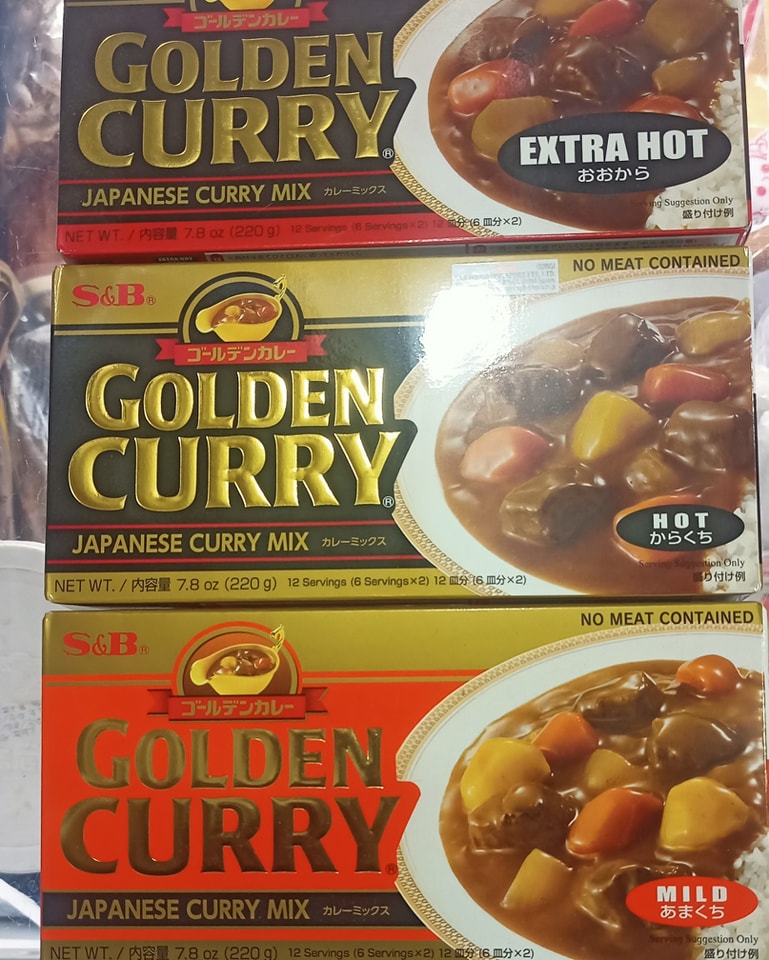 ゴールデンカレー
GOLDEN
CURRY®
JAPANESE CURRY MIX カレーミックス
EXTRA HOT
おおから
Serving Suggestion Only
盛り付け例
NET WT. / 内容量 7.8 oz (220 g) 12 Servings (6 Servings×2) 12 皿分 (6 皿分×2)
EXTRA HOT
NO MEAT CONTAINED
S&B®
ゴールデンカレー
GOLDEN
CURRY®
JAPANESE CURRY MIX カレーミックス
HOT
からくち
Serving Suggestion Only
盛り付け例
NET WT. / 内容量 7.8 oz (220 g) 12 Servings (6 Servings×2) 12 皿分 (6 皿分×2)
NO MEAT CONTAINED
S&B®
ゴールデンカレー
GOLDEN
CURRY®
JAPANESE CURRY MIX カレーミックス
MILD
あまくち
Serving Suggestion Only
盛り付け例
NET WT. / 内容量 7.8 oz (220 g) 12 Servings (6 Servings×2) 12 皿分 (6 皿分×2)